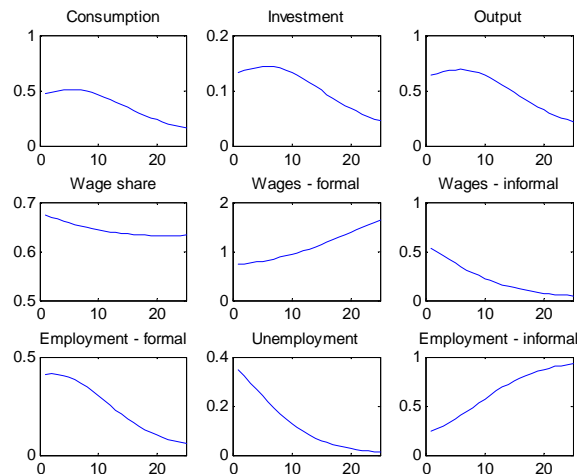 Consumption Investment Output
1 0.2 1
0.5 0.1 0.5
0 0 0
0 10 20 0 10 20 0 10 20
Wage share Wages - formal Wages - informal
0.7 2 1
0.6 1 0.5
0.5 0 0
0 10 20 0 10 20 0 10 20
Employment - formal Unemployment Employment - informal
0.5 0.4 1
0.2 0.5
0 0 0
0 10 20 0 10 20 0 10 20